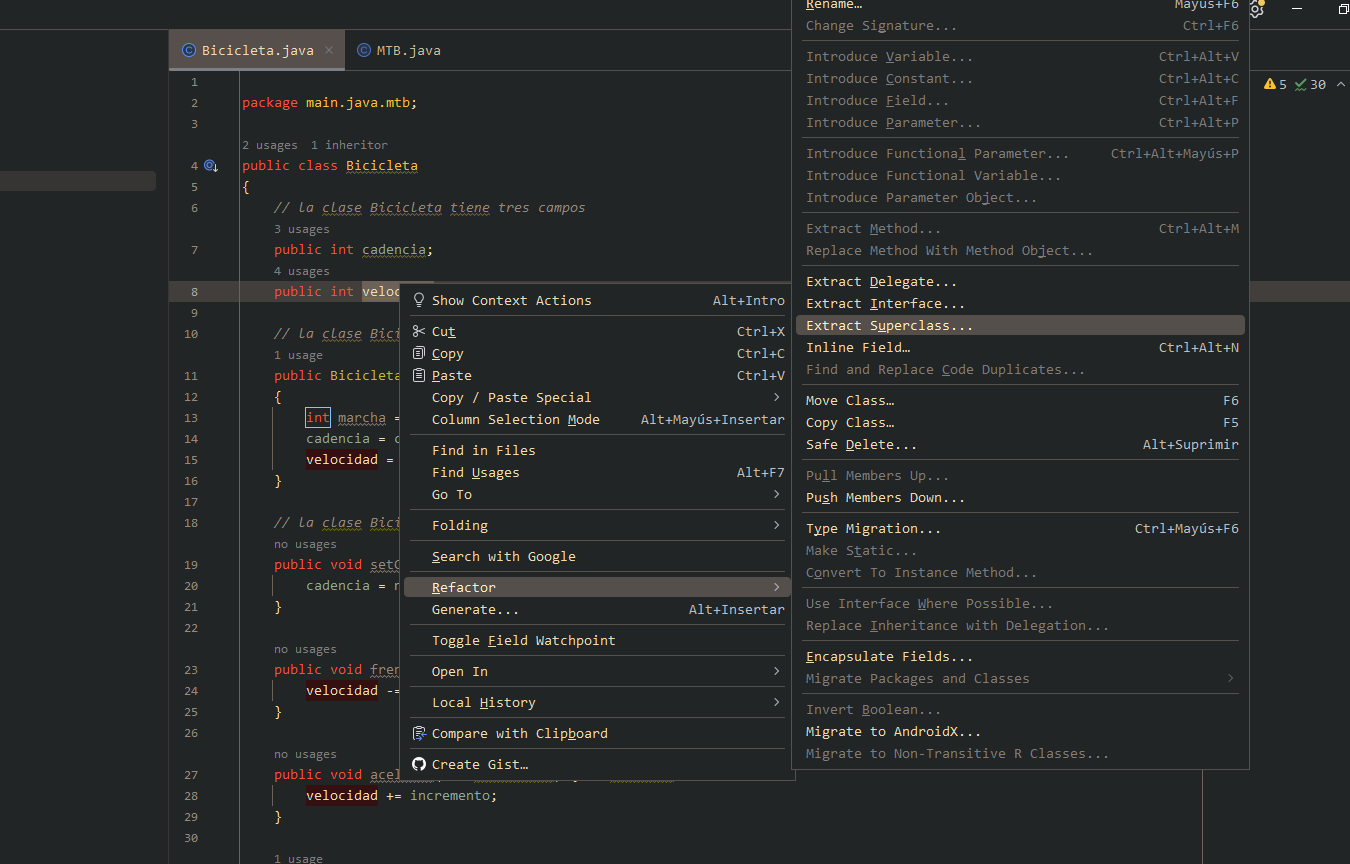 Bicicleta.java
MTB.java
5 30
1
2 package main.java.mtb;
3
2 usages 1 inheritor
4 public class Bicicleta
5 {
6 // la clase Bicicleta tiene tres campos
3 usages
7 public int cadencia;
4 usages
8 public int veloc
9
10 // la clase Bici
1 usage
11 public Bicicleta
12 {
13 int marcha =
14 cadencia =
15 velocidad =
16 }
17
18 // la clase Bici
no usages
19 public void setC
20 cadencia = n
21 }
22
no usages
23 public void fren
24 velocidad -=
25 }
26
no usages
27 public void acel
28 velocidad += incremento;
29 }
30
1 usage
Show Context Actions Alt+Intro
Cut Ctrl+X
Copy Ctrl+C
Paste Ctrl+V
Copy / Paste Special
Column Selection Mode Alt+Mayús+Insertar
Find in Files
Find Usages Alt+F7
Go To
Folding
Search with Google
Refactor
Generate... Alt+Insertar
Toggle Field Watchpoint
Open In
Local History
Compare with Clipboard
Create Gist…
Rename… Mayús+F6
Change Signature... Ctrl+F6
Introduce Variable... Ctrl+Alt+V
Introduce Constant... Ctrl+Alt+C
Introduce Field... Ctrl+Alt+F
Introduce Parameter... Ctrl+Alt+P
Introduce Functional Parameter... Ctrl+Alt+Mayús+P
Introduce Functional Variable...
Introduce Parameter Object...
Extract Method... Ctrl+Alt+M
Replace Method With Method Object...
Extract Delegate...
Extract Interface...
Extract Superclass...
Inline Field… Ctrl+Alt+N
Find and Replace Code Duplicates...
Move Class… F6
Copy Class… F5
Safe Delete... Alt+Suprimir
Pull Members Up...
Push Members Down...
Type Migration... Ctrl+Mayús+F6
Make Static...
Convert To Instance Method...
Use Interface Where Possible...
Replace Inheritance with Delegation...
Encapsulate Fields...
Migrate Packages and Classes
Invert Boolean...
Migrate to AndroidX...
Migrate to Non-Transitive R Classes...